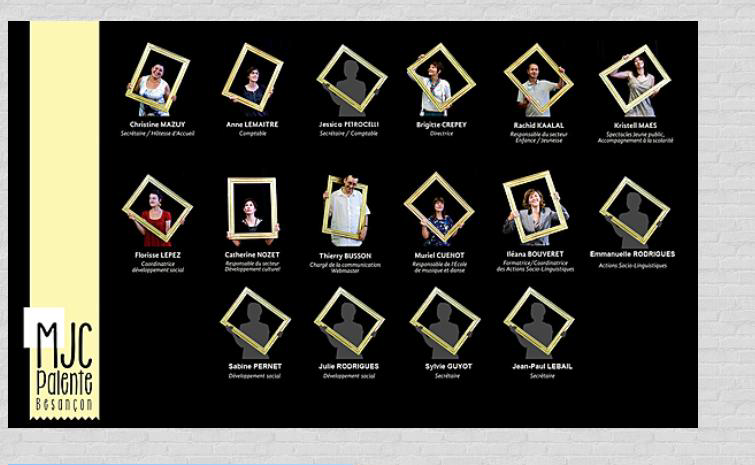 Christine MAZUY
Secrétaire / Hôtesse d'Accueil
Anne LEMAITRE
Comptable
Jessica PETROCELLI
Secrétaire / Comptable
Brigitte CREPEY
Directrice
Rachid KAALAL
Responsable du secteur
Enfance / Jeunesse
Kristell MAES
Spectacles Jeune public,
Accompagnement à la scolarité
Florisse LEPEZ
Coordinatrice
développement social
Catherine NOZET
Responsable du secteur
Développement culturel
Thierry BUSSON
Chargé de la communication
Webmaster
Muriel CUENOT
Responsable de l'Ecole
de musique et danse
Iléana BOUVERET
Formatrice/Coordinatrice
des Actions Socio-Linguistiques
Emmanuelle RODRIGUES
Actions Socio-Linguistiques
Sabine PERNET
Développement social
Julie RODRIGUES
Développement social
Sylvie GUYOT
Secrétaire
Jean-Paul LEBAIL
Secrétaire
MJC
Palente
Besançon